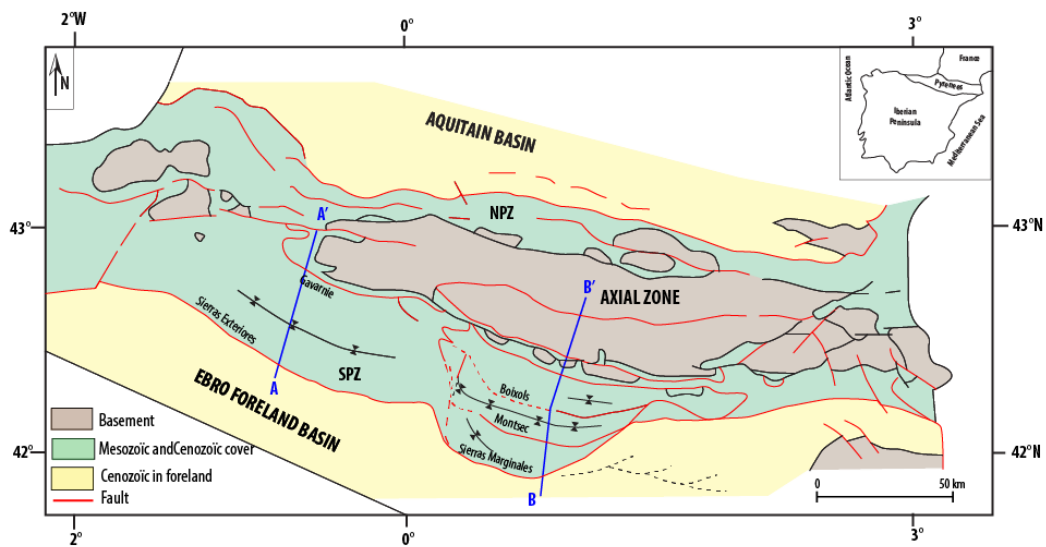 2°W
0°
3°
N
Atlantic Ocean
France
Pyrenees
Iberian
Peninsula
Mediterranean Sea
AQUITAIN BASIN
43°
43°N
A'
NPZ
Gavarnie
B'
AXIAL ZONE
Sierras Exteriores
SPZ
A
EBRO FORELAND BASIN
Boixols
Montsec
Sierras Marginales
B
Basement
Mesozoïc andCenozoïc cover
Cenozoïc in foreland
Fault
42°
42°N
0
50 km
2°
0°
3°